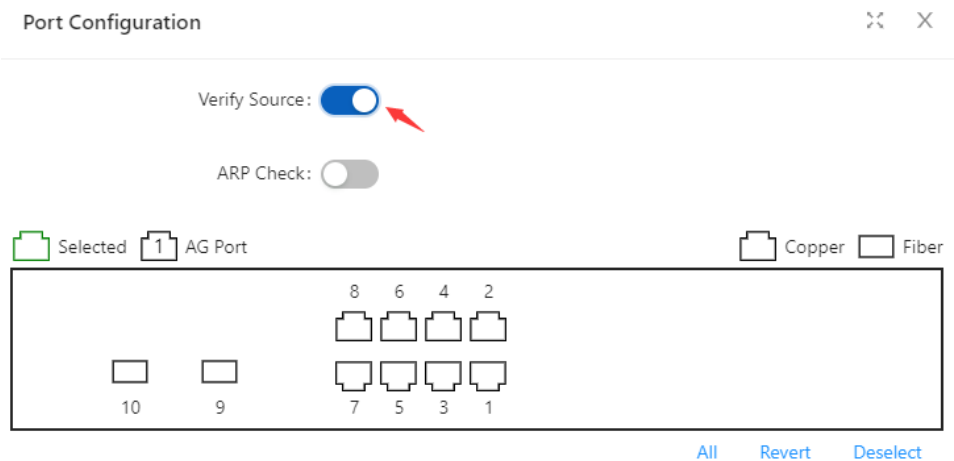 Port Configuration X
Verify Source:
ARP Check:
Selected 1 AG Port Copper Fiber
8 6 4 2
10 9 7 5 3 1
All Revert Deselect